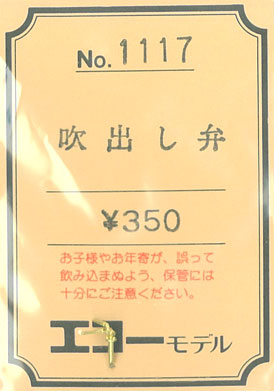 No. 1117
吹出し弁
¥350
お子様やお年寄が、誤って
飲み込まぬよう、保管には
十分にご注意ください。
エコーモデル